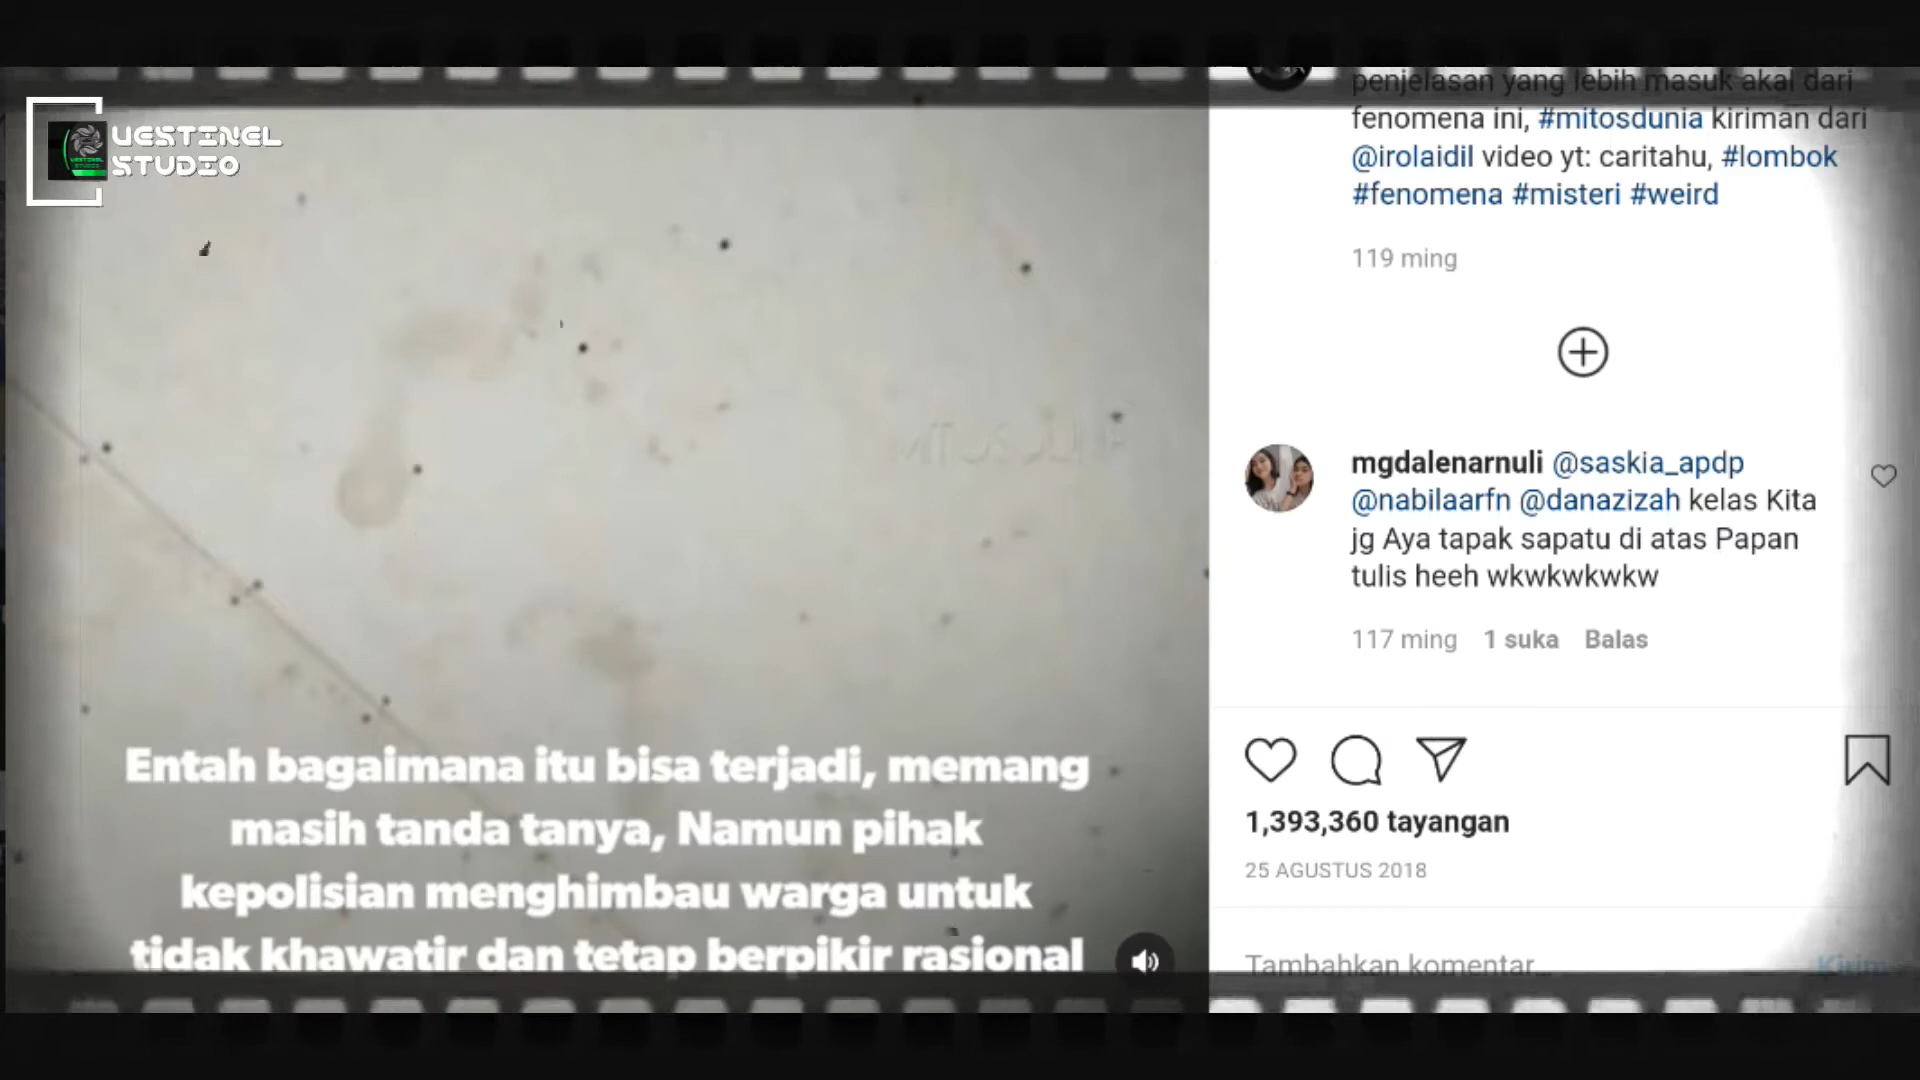 VESTINEL
STUDIO
penjelasan yang lebih masuk akal dari
fenomena ini, #mitosdunia kiriman dari
@irolaidil video yt: caritahu, #lombok
#fenomena #misteri #weird
119 ming
mgdalenarnuli @saskia_apdp
@nabilaarfn @danazizah kelas Kita
jg Aya tapak sapatu di atas Papan
tulis heeh wkwkwkwkw
117 ming 1 suka Balas
Entah bagaimana itu bisa terjadi, memang
masih tanda tanya, Namun pihak
kepolisian menghimbau warga untuk
tidak khawatir dan tetap berpikir rasional
1,393,360 tayangan
25 AGUSTUS 2018
Tambahkan komentar...
Kirim